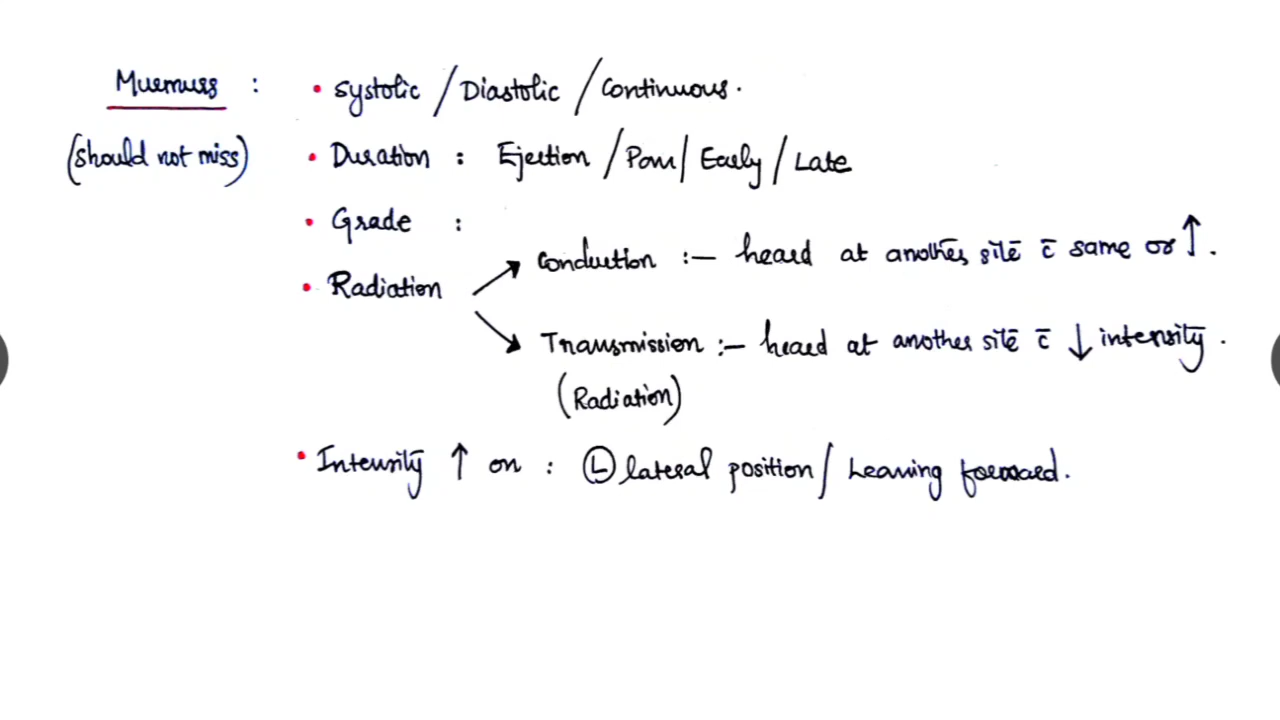 Murmurs : • Systolic / Diastolic / Continuous.
(should not miss) • Duration : Ejection / Pan / Early / Late
• Grade :
• Radiation
Conduction :– heard at another site c̄ same or ↑.
Transmission :– heard at another site c̄ ↓ intensity.
(Radiation)
• Intensity ↑ on : Ⓛ lateral position / Leaning forward.